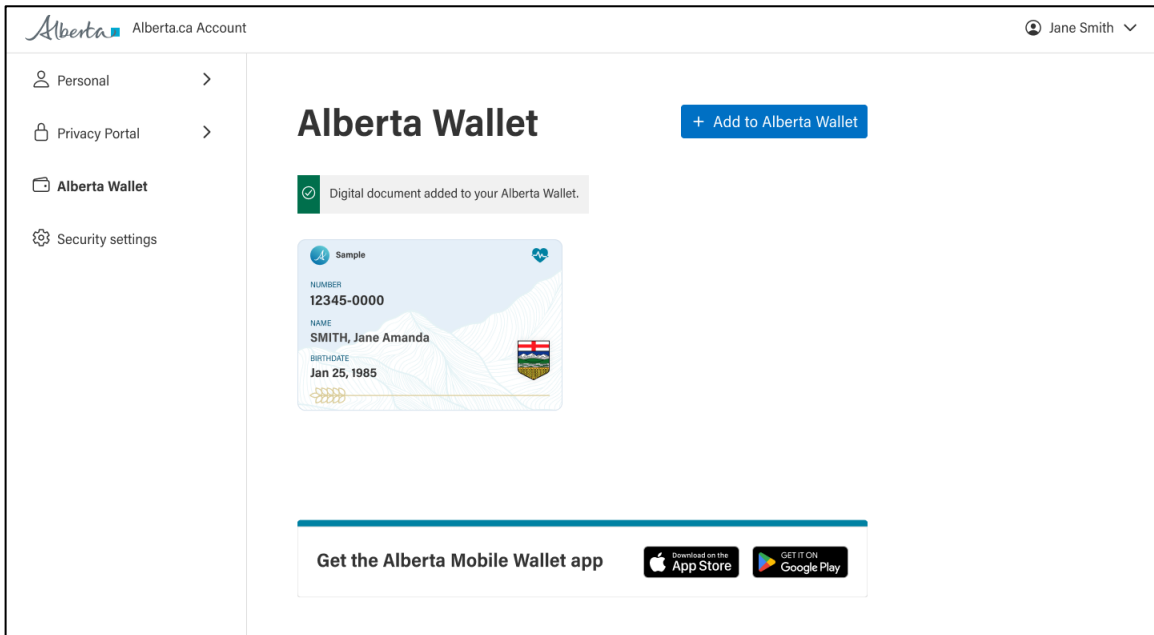 Alberta Alberta.ca Account
Jane Smith
Personal
Privacy Portal
Alberta Wallet
Security settings
Alberta Wallet
+ Add to Alberta Wallet
Digital document added to your Alberta Wallet.
Sample
NUMBER
12345-0000
NAME
SMITH, Jane Amanda
BIRTHDATE
Jan 25, 1985
Get the Alberta Mobile Wallet app
Download on the
App Store
GET IT ON
Google Play